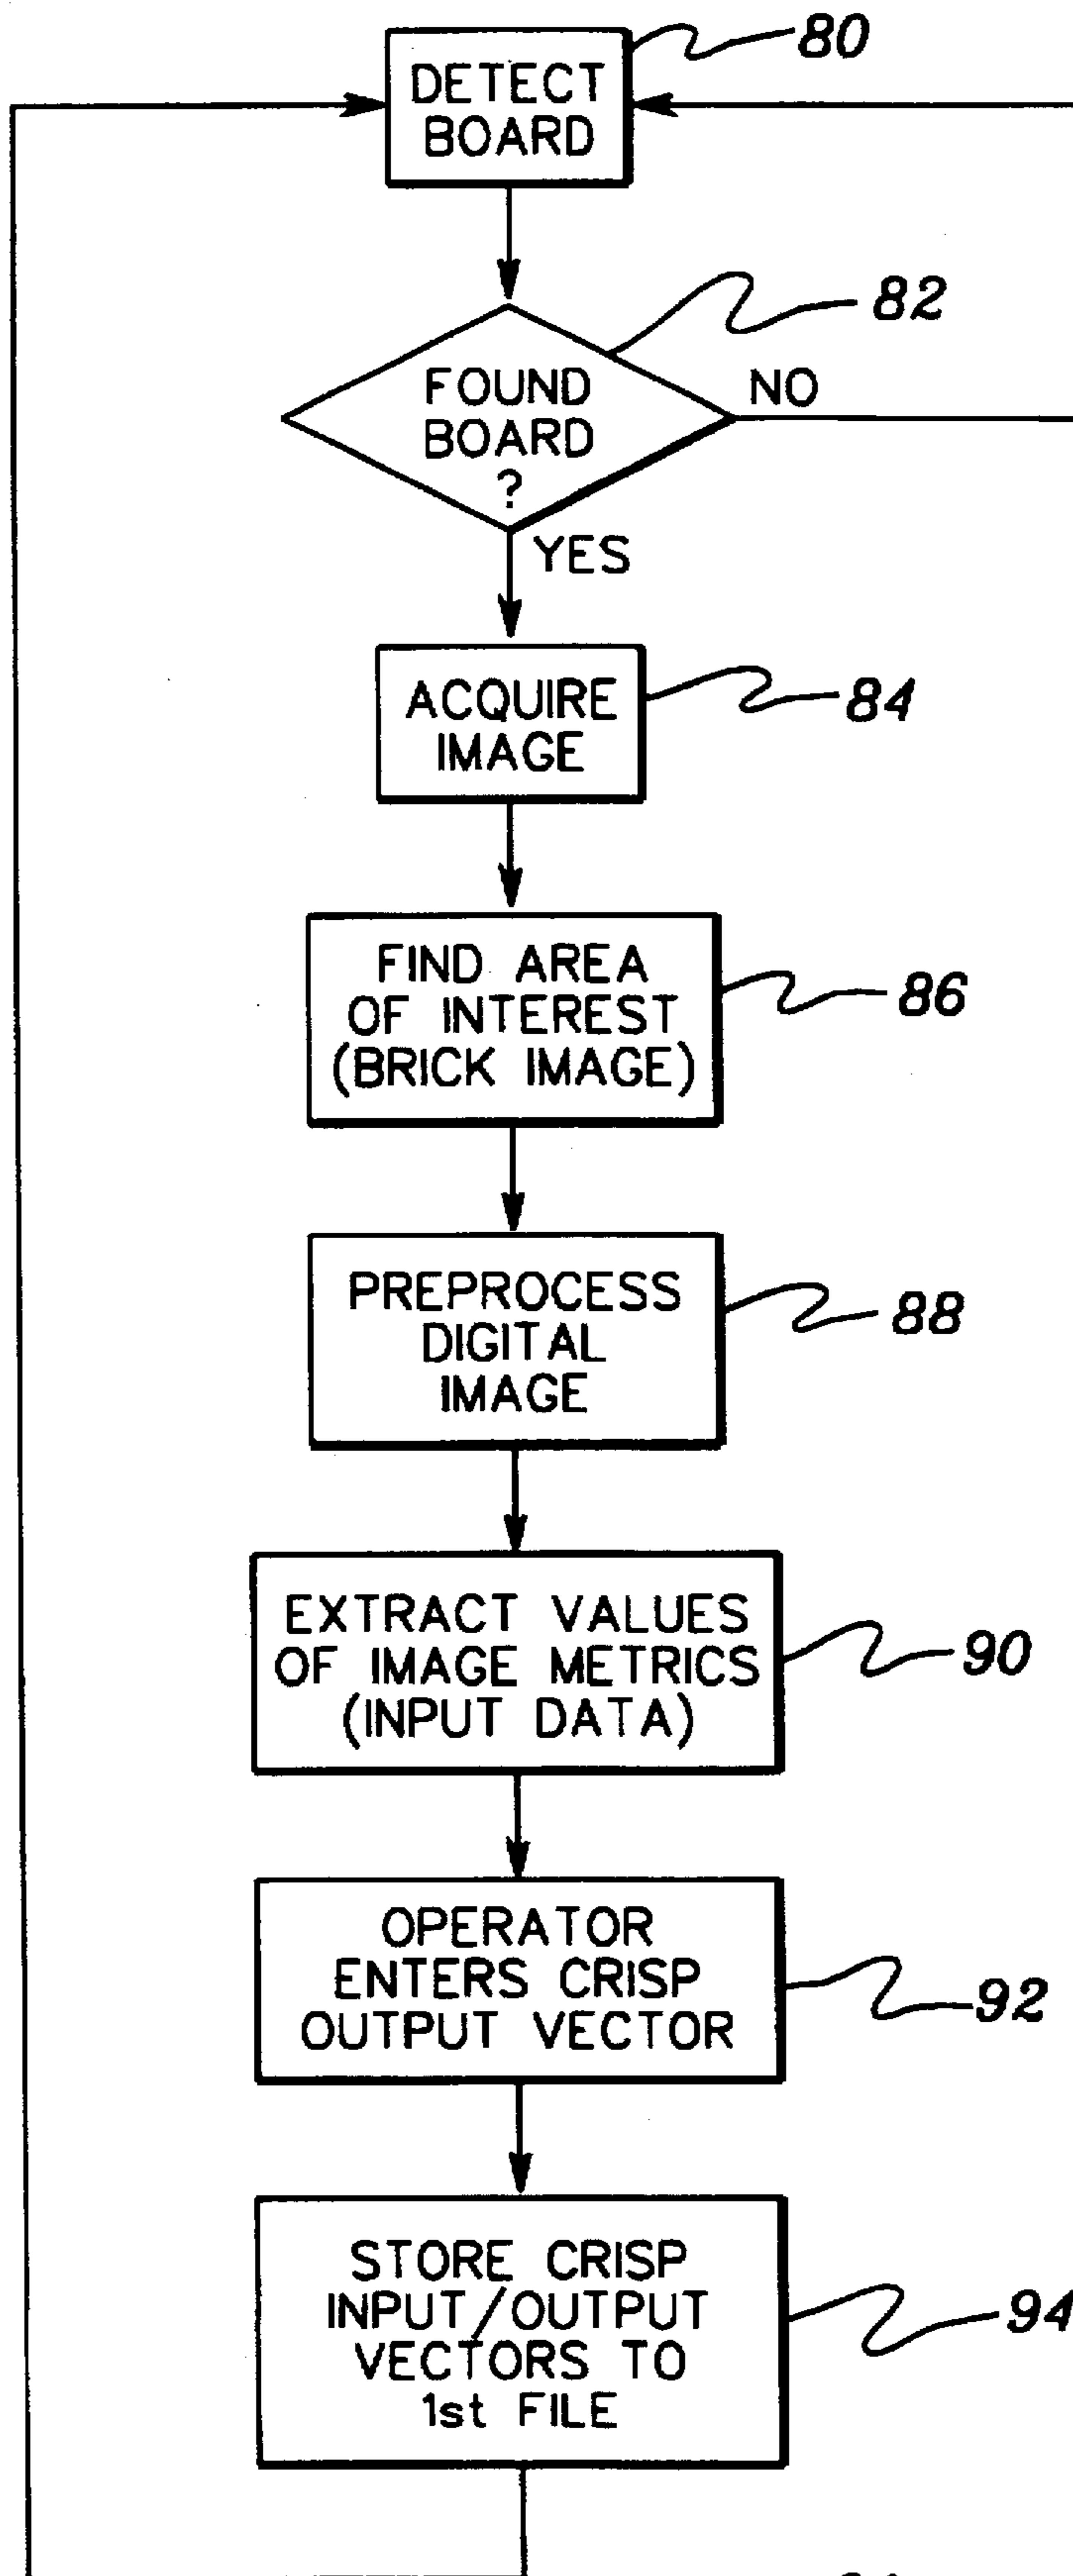 80
DETECT
BOARD
82
FOUND
BOARD
?
NO
YES
ACQUIRE
IMAGE
84
FIND AREA
OF INTEREST
(BRICK IMAGE)
86
PREPROCESS
DIGITAL
IMAGE
88
EXTRACT VALUES
OF IMAGE METRICS
(INPUT DATA)
90
OPERATOR
ENTERS CRISP
OUTPUT VECTOR
92
STORE CRISP
INPUT/OUTPUT
VECTORS TO
1st FILE
94